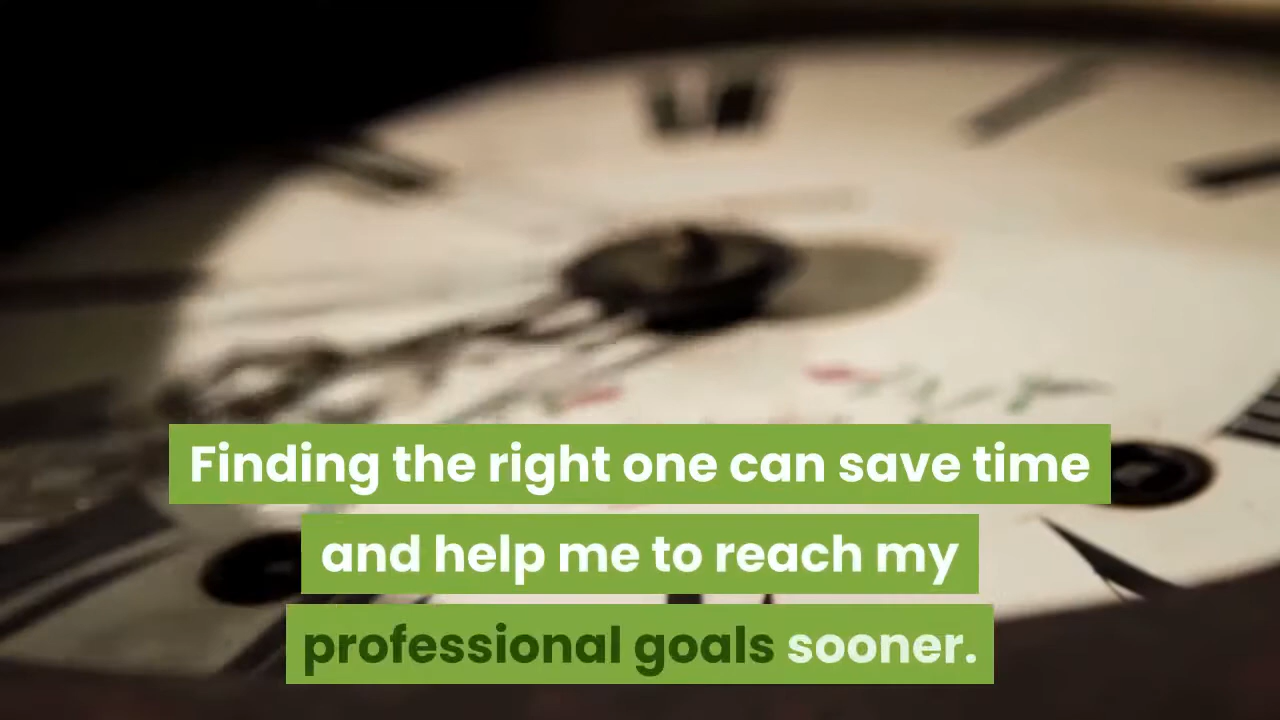 Finding the right one can save time
and help me to reach my
professional goals sooner.